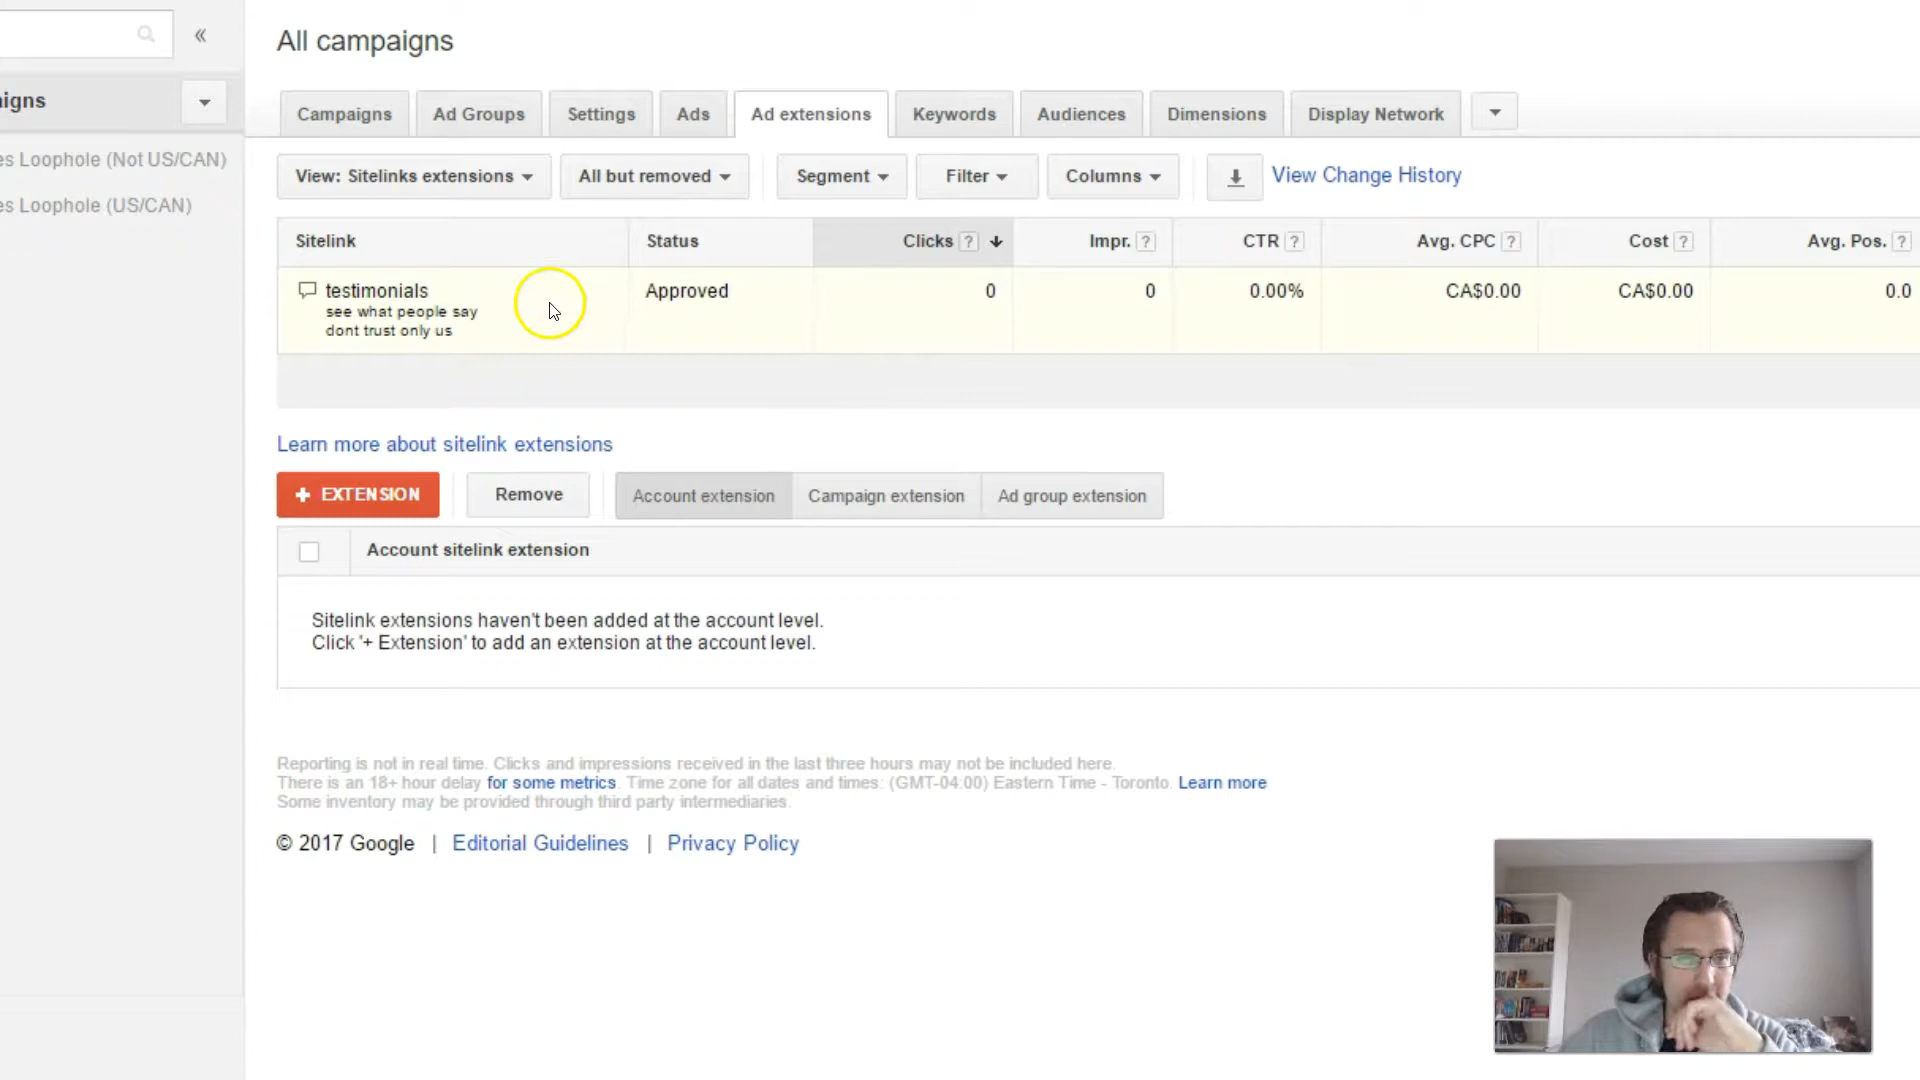 All campaigns
igns
Campaigns Ad Groups Settings Ads Ad extensions Keywords Audiences Dimensions Display Network
es Loophole (Not US/CAN)
es Loophole (US/CAN)
View: Sitelinks extensions All but removed Segment Filter Columns View Change History
Sitelink Status Clicks ? Impr. ? CTR ? Avg. CPC ? Cost ? Avg. Pos. ?
testimonials Approved 0 0 0.00% CA$0.00 CA$0.00 0.0
see what people say
dont trust only us
Learn more about sitelink extensions
+ EXTENSION Remove Account extension Campaign extension Ad group extension
Account sitelink extension
Sitelink extensions haven't been added at the account level.
Click '+ Extension' to add an extension at the account level.
Reporting is not in real time. Clicks and impressions received in the last three hours may not be included here.
There is an 18+ hour delay for some metrics. Time zone for all dates and times: (GMT-04:00) Eastern Time - Toronto. Learn more
Some inventory may be provided through third party intermediaries.
© 2017 Google | Editorial Guidelines | Privacy Policy